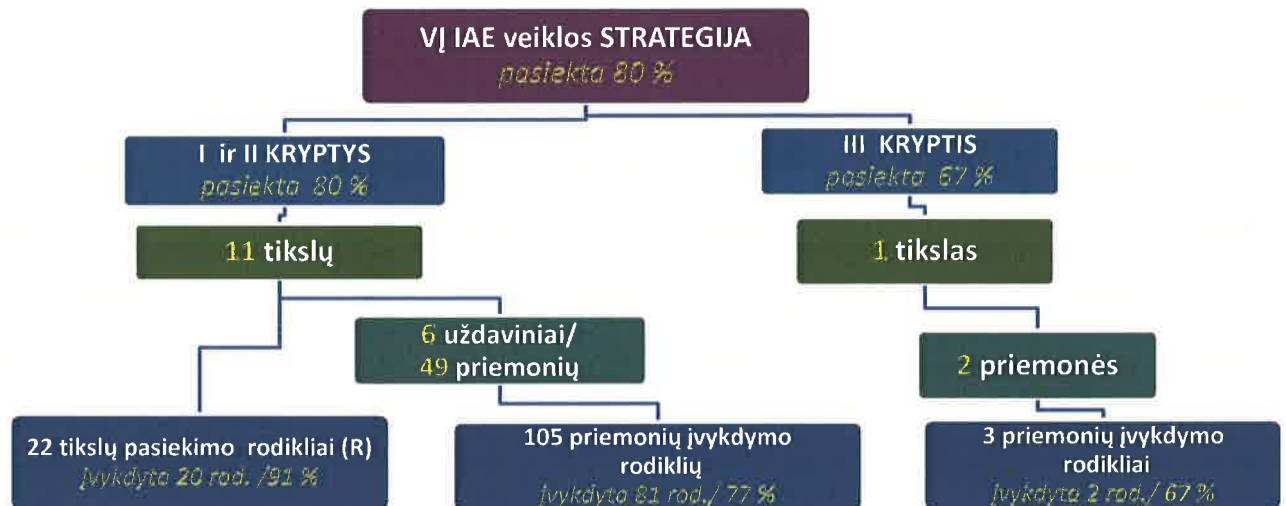 VĮ IAE veiklos STRATEGIJA
pasiekta 80 %
I ir II KRYPTYS
pasiekta 80 %
III KRYPTIS
pasiekta 67 %
11 tikslų
1 tikslas
6 uždaviniai/
49 priemonių
2 priemonės
22 tikslų pasiekimo rodikliai (R)
įvykdyta 20 rod. /91 %
105 priemonių įvykdymo
rodiklių
įvykdyta 81 rod./ 77 %
3 priemonių įvykdymo
rodikliai
įvykdyta 2 rod./ 67 %